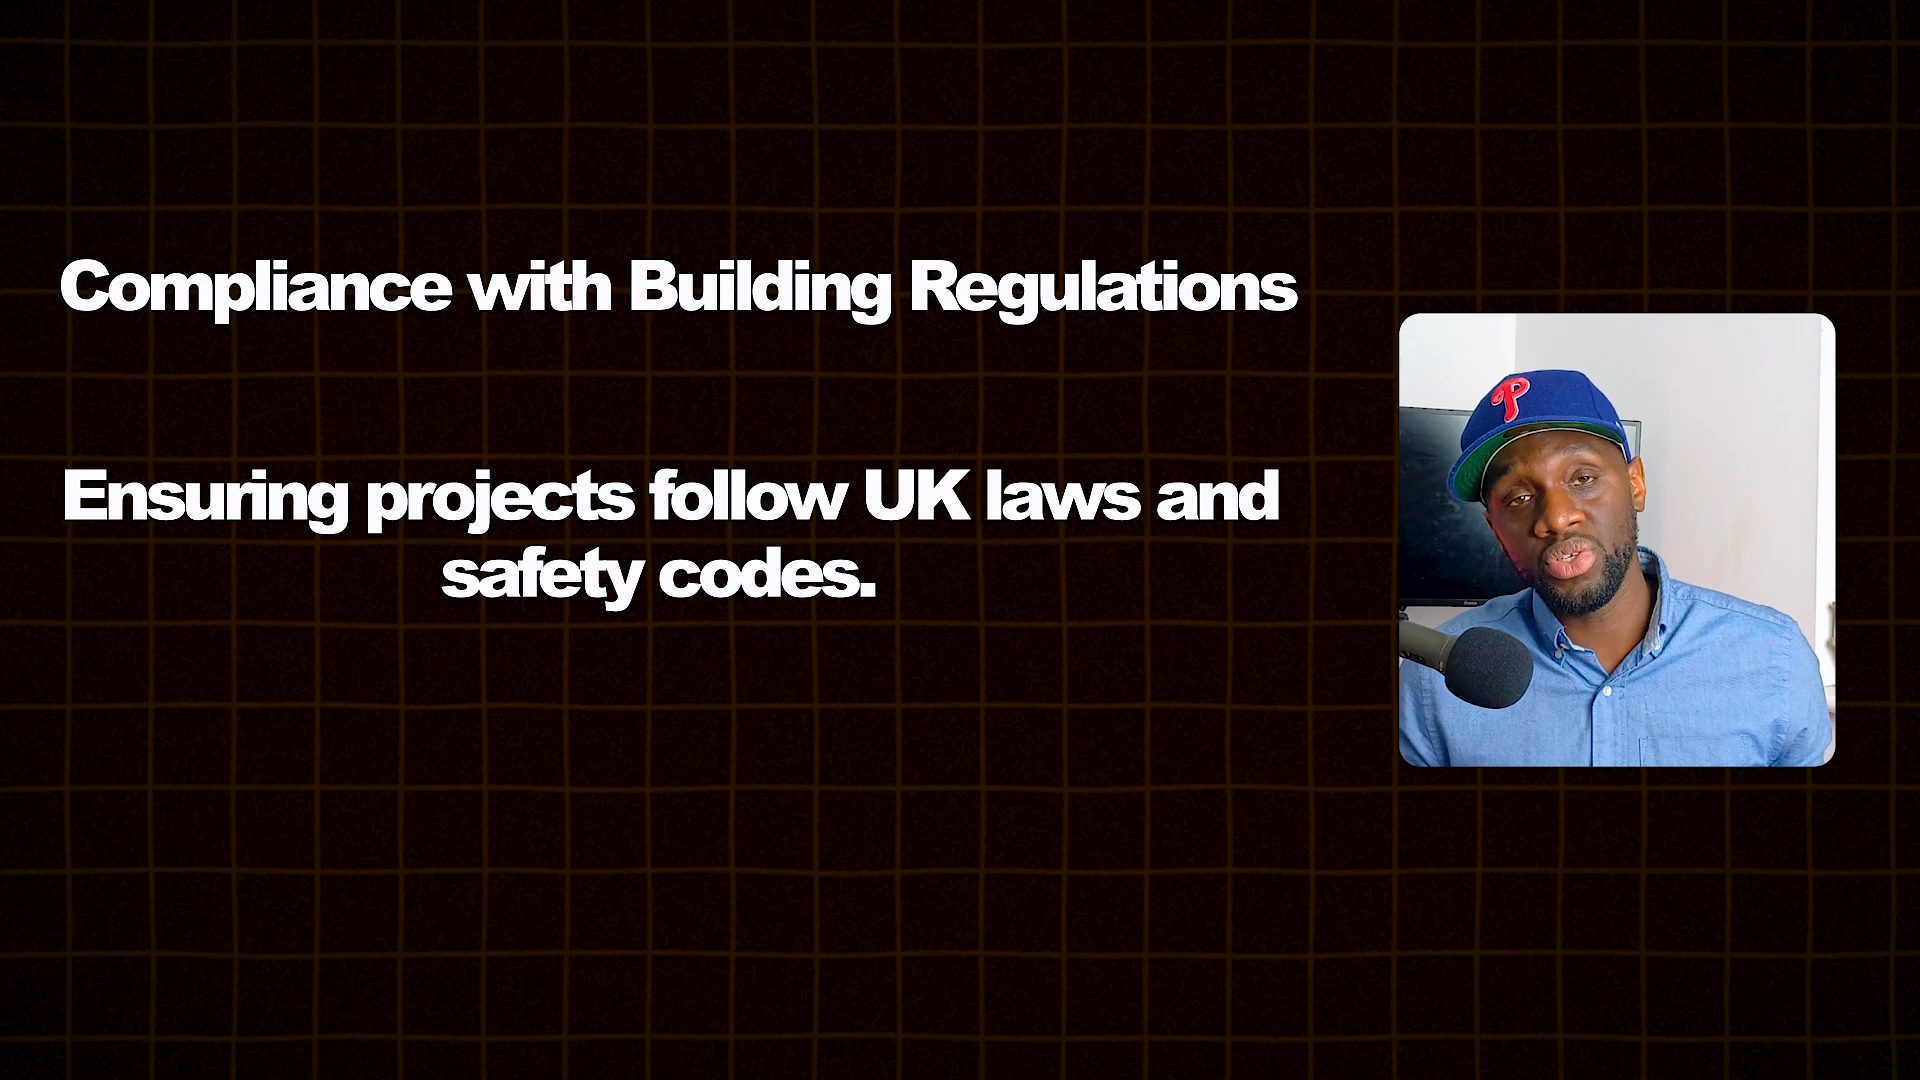 Compliance with Building Regulations
Ensuring projects follow UK laws and
safety codes.
P